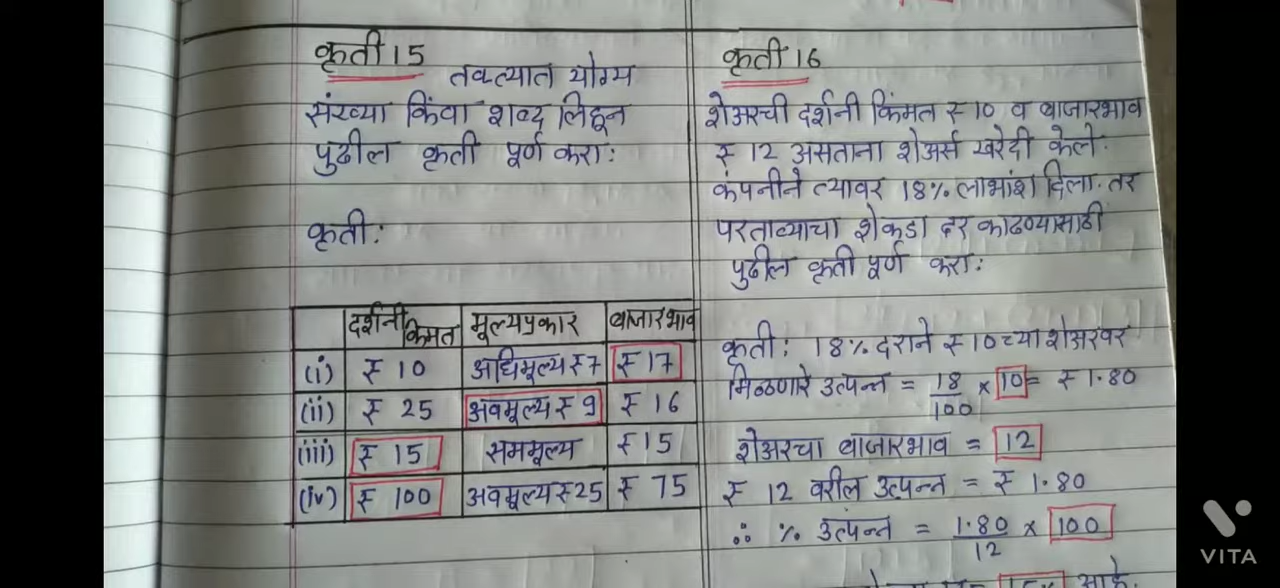 कृती 15
तक्त्यात योग्य
संख्या किंवा शब्द लिहून
पुढील कृती पूर्ण करा:
कृती:
दर्शनी किंमत मूल्यप्रकार बाजारभाव
(i) ₹ 10 अधिमूल्य ₹ 7 ₹ 17
(ii) ₹ 25 अवमूल्य ₹ 9 ₹ 16
(iii) ₹ 15 सममूल्य ₹ 15
(iv) ₹ 100 अवमूल्य ₹ 25 ₹ 75
कृती 16
शेअरची दर्शनी किंमत ₹ 10 व बाजारभाव
₹ 12 असताना शेअर्स खरेदी केले.
कंपनीने त्यावर 18% लाभांश दिला. तर
परताव्याचा शेकडा दर काढण्यासाठी
पुढील कृती पूर्ण करा:
कृती: 18% दराने ₹ 10 च्या शेअरवर
मिळणारे उत्पन्न = 18/100 × 10 = ₹ 1.80
शेअरचा बाजारभाव = 12
₹ 12 वरील उत्पन्न = ₹ 1.80
∴ % उत्पन्न = 1.80/12 × 100
VITA